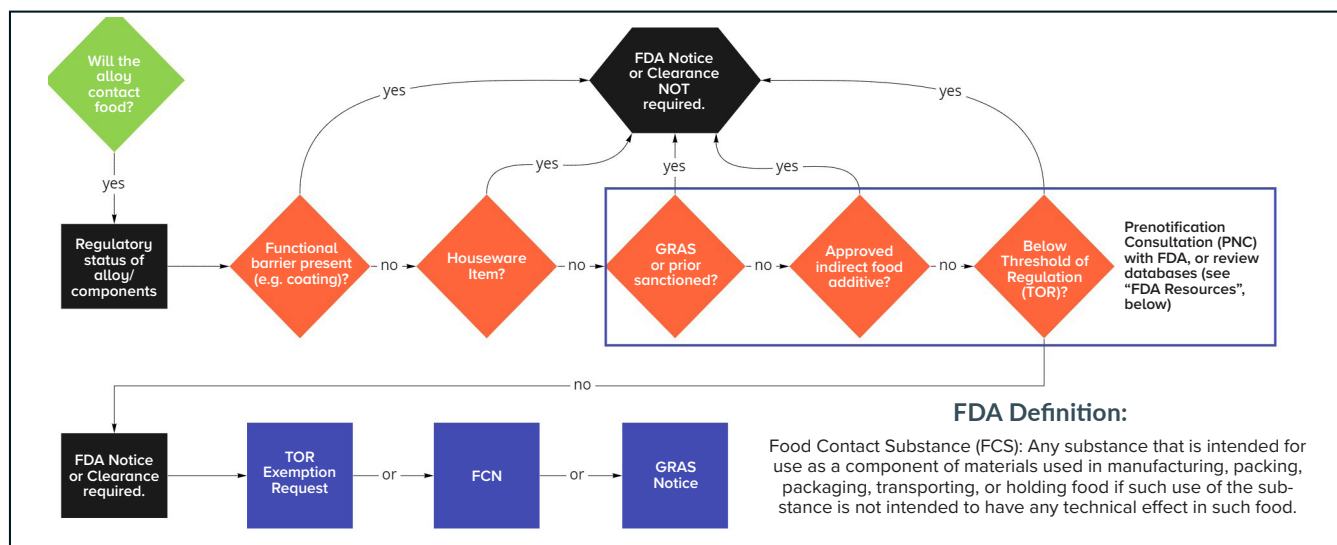 Will the
alloy
contact
food?
yes
Regulatory
status of
alloy/
components
Functional
barrier present
(e.g. coating)?
yes
no
Houseware
Item?
yes
no
GRAS
or prior
sanctioned?
yes
no
Approved
indirect food
additive?
yes
no
Below
Threshold of
Regulation
(TOR)?
yes
FDA Notice
or Clearance
NOT
required.
Prenotification
Consultation (PNC)
with FDA, or review
databases (see
“FDA Resources”,
below)
no
FDA Notice
or Clearance
required.
TOR
Exemption
Request
or
FCN
or
GRAS
Notice
FDA Definition:
Food Contact Substance (FCS): Any substance that is intended for
use as a component of materials used in manufacturing, packing,
packaging, transporting, or holding food if such use of the sub-
stance is not intended to have any technical effect in such food.